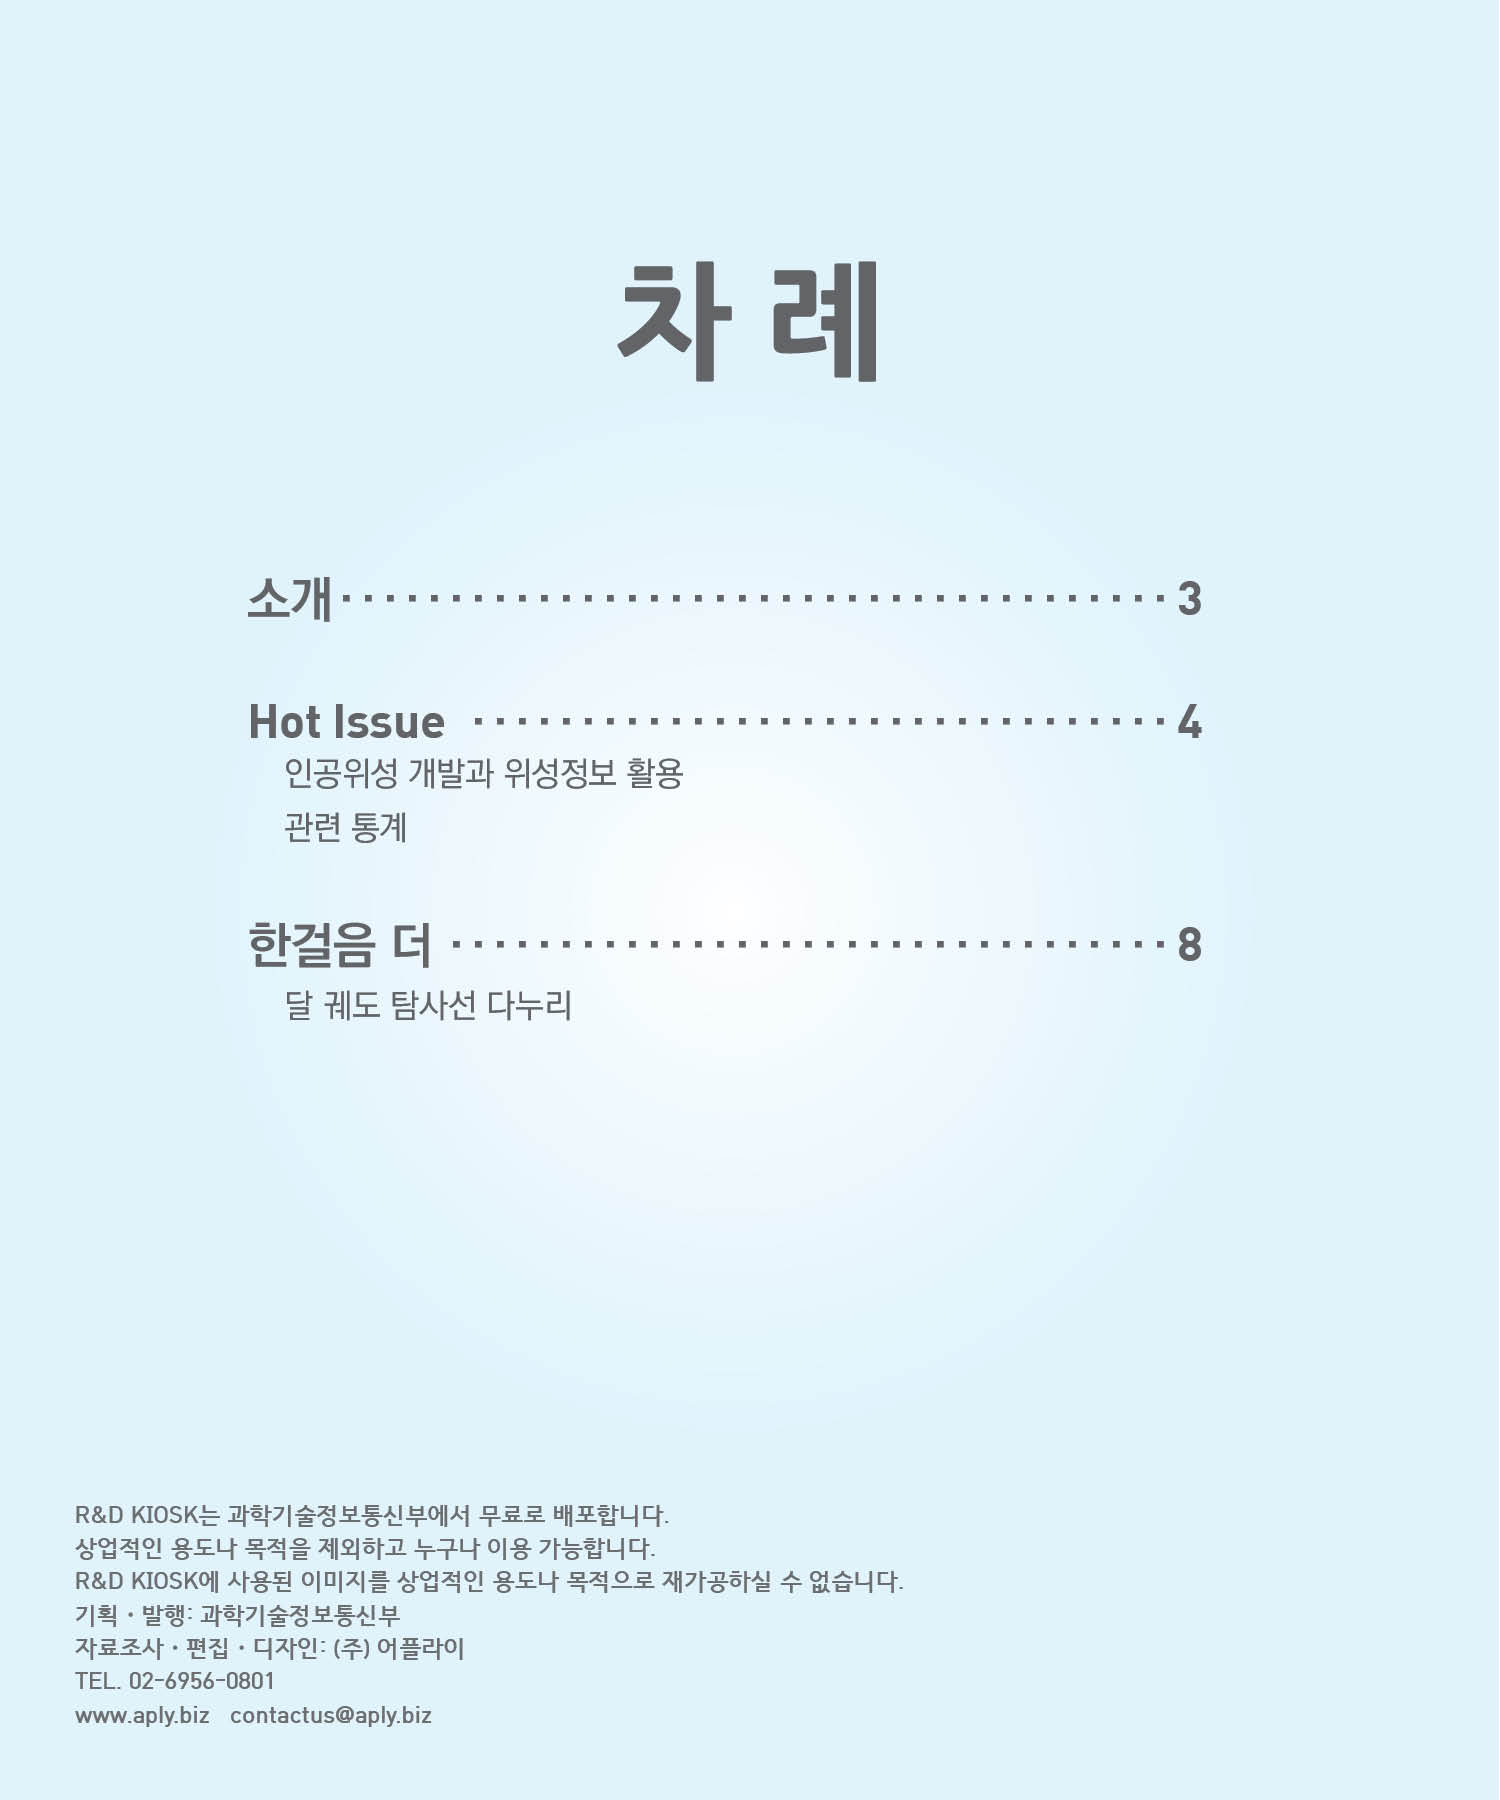 차 례
소개 ······································ 3
Hot Issue ································ 4
인공위성 개발과 위성정보 활용
관련 통계
한걸음 더 ································· 8
달 궤도 탐사선 다누리
R&D KIOSK는 과학기술정보통신부에서 무료로 배포합니다.
상업적인 용도나 목적을 제외하고 누구나 이용 가능합니다.
R&D KIOSK에 사용된 이미지를 상업적인 용도나 목적으로 재가공하실 수 없습니다.
기획·발행: 과학기술정보통신부
자료조사·편집·디자인: (주) 어플라이
TEL. 02-6956-0801
www.aply.biz contactus@aply.biz